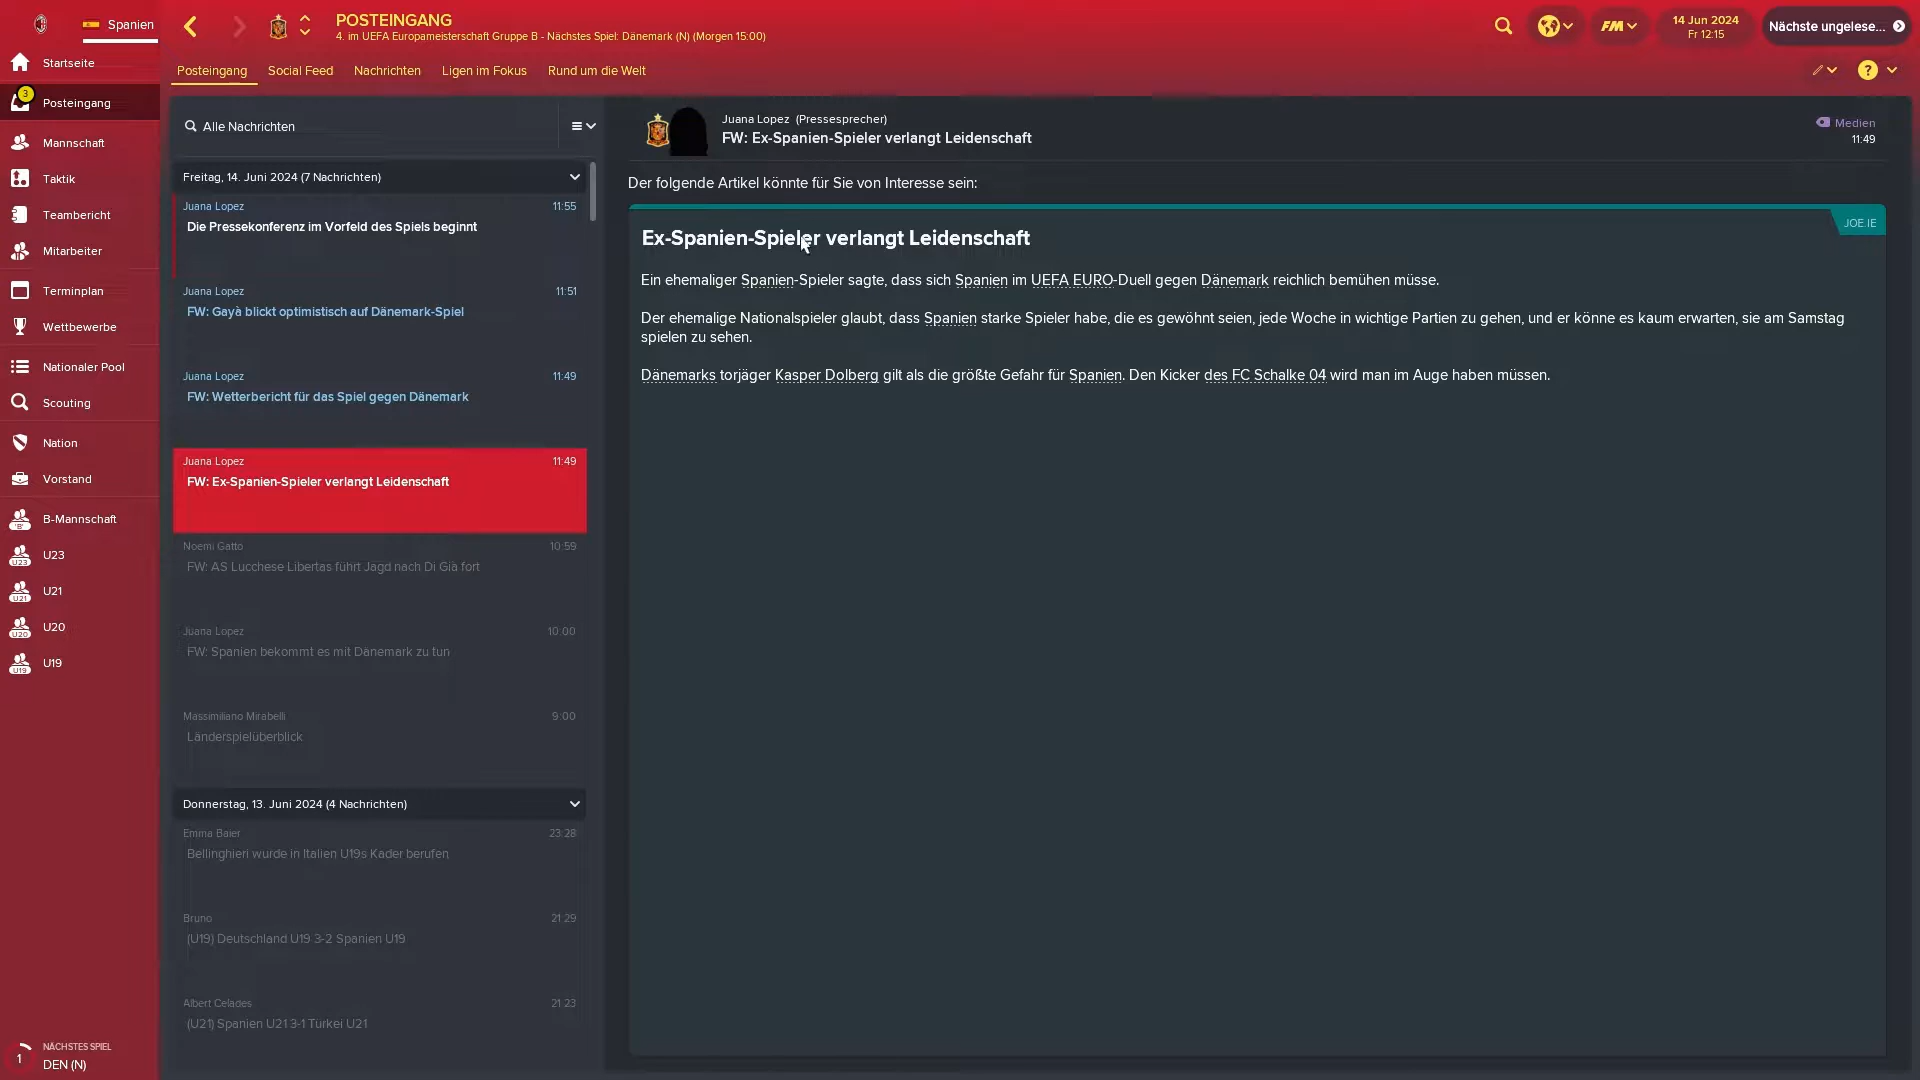 Spanien
POSTEINGANG
4. im UEFA Europameisterschaft Gruppe B - Nächstes Spiel: Dänemark (N) (Morgen 15:00)
FM
14 Jun 2024
Fr 12:15
Nächste ungelese...
Startseite
3
Posteingang
Mannschaft
Taktik
Teambericht
Mitarbeiter
Terminplan
Wettbewerbe
Nationaler Pool
Scouting
Nation
Vorstand
'B'
B-Mannschaft
U23
U23
U21
U21
U20
U20
U19
U19
1
NÄCHSTES SPIEL
DEN (N)
Posteingang
Social Feed
Nachrichten
Ligen im Fokus
Rund um die Welt
?
Alle Nachrichten
Freitag, 14. Juni 2024 (7 Nachrichten)
Juana Lopez 11:55
Die Pressekonferenz im Vorfeld des Spiels beginnt
Juana Lopez 11:51
FW: Gayà blickt optimistisch auf Dänemark-Spiel
Juana Lopez 11:49
FW: Wetterbericht für das Spiel gegen Dänemark
Juana Lopez 11:49
FW: Ex-Spanien-Spieler verlangt Leidenschaft
Noemi Gatto 10:59
FW: AS Lucchese Libertas führt Jagd nach Di Già fort
Juana Lopez 10:00
FW: Spanien bekommt es mit Dänemark zu tun
Massimiliano Mirabelli 9:00
Länderspielüberblick
Donnerstag, 13. Juni 2024 (4 Nachrichten)
Emma Baier 23:28
Bellinghieri wurde in Italien U19s Kader berufen
Bruno 21:29
(U19) Deutschland U19 3-2 Spanien U19
Albert Celades 21:23
(U21) Spanien U21 3-1 Türkei U21
Juana Lopez (Pressesprecher)
FW: Ex-Spanien-Spieler verlangt Leidenschaft
Medien
11:49
Der folgende Artikel könnte für Sie von Interesse sein:
JOE.IE
Ex-Spanien-Spieler verlangt Leidenschaft
Ein ehemaliger Spanien-Spieler sagte, dass sich Spanien im UEFA EURO-Duell gegen Dänemark reichlich bemühen müsse.
Der ehemalige Nationalspieler glaubt, dass Spanien starke Spieler habe, die es gewöhnt seien, jede Woche in wichtige Partien zu gehen, und er könne es kaum erwarten, sie am Samstag
spielen zu sehen.
Dänemarks torjäger Kasper Dolberg gilt als die größte Gefahr für Spanien. Den Kicker des FC Schalke 04 wird man im Auge haben müssen.